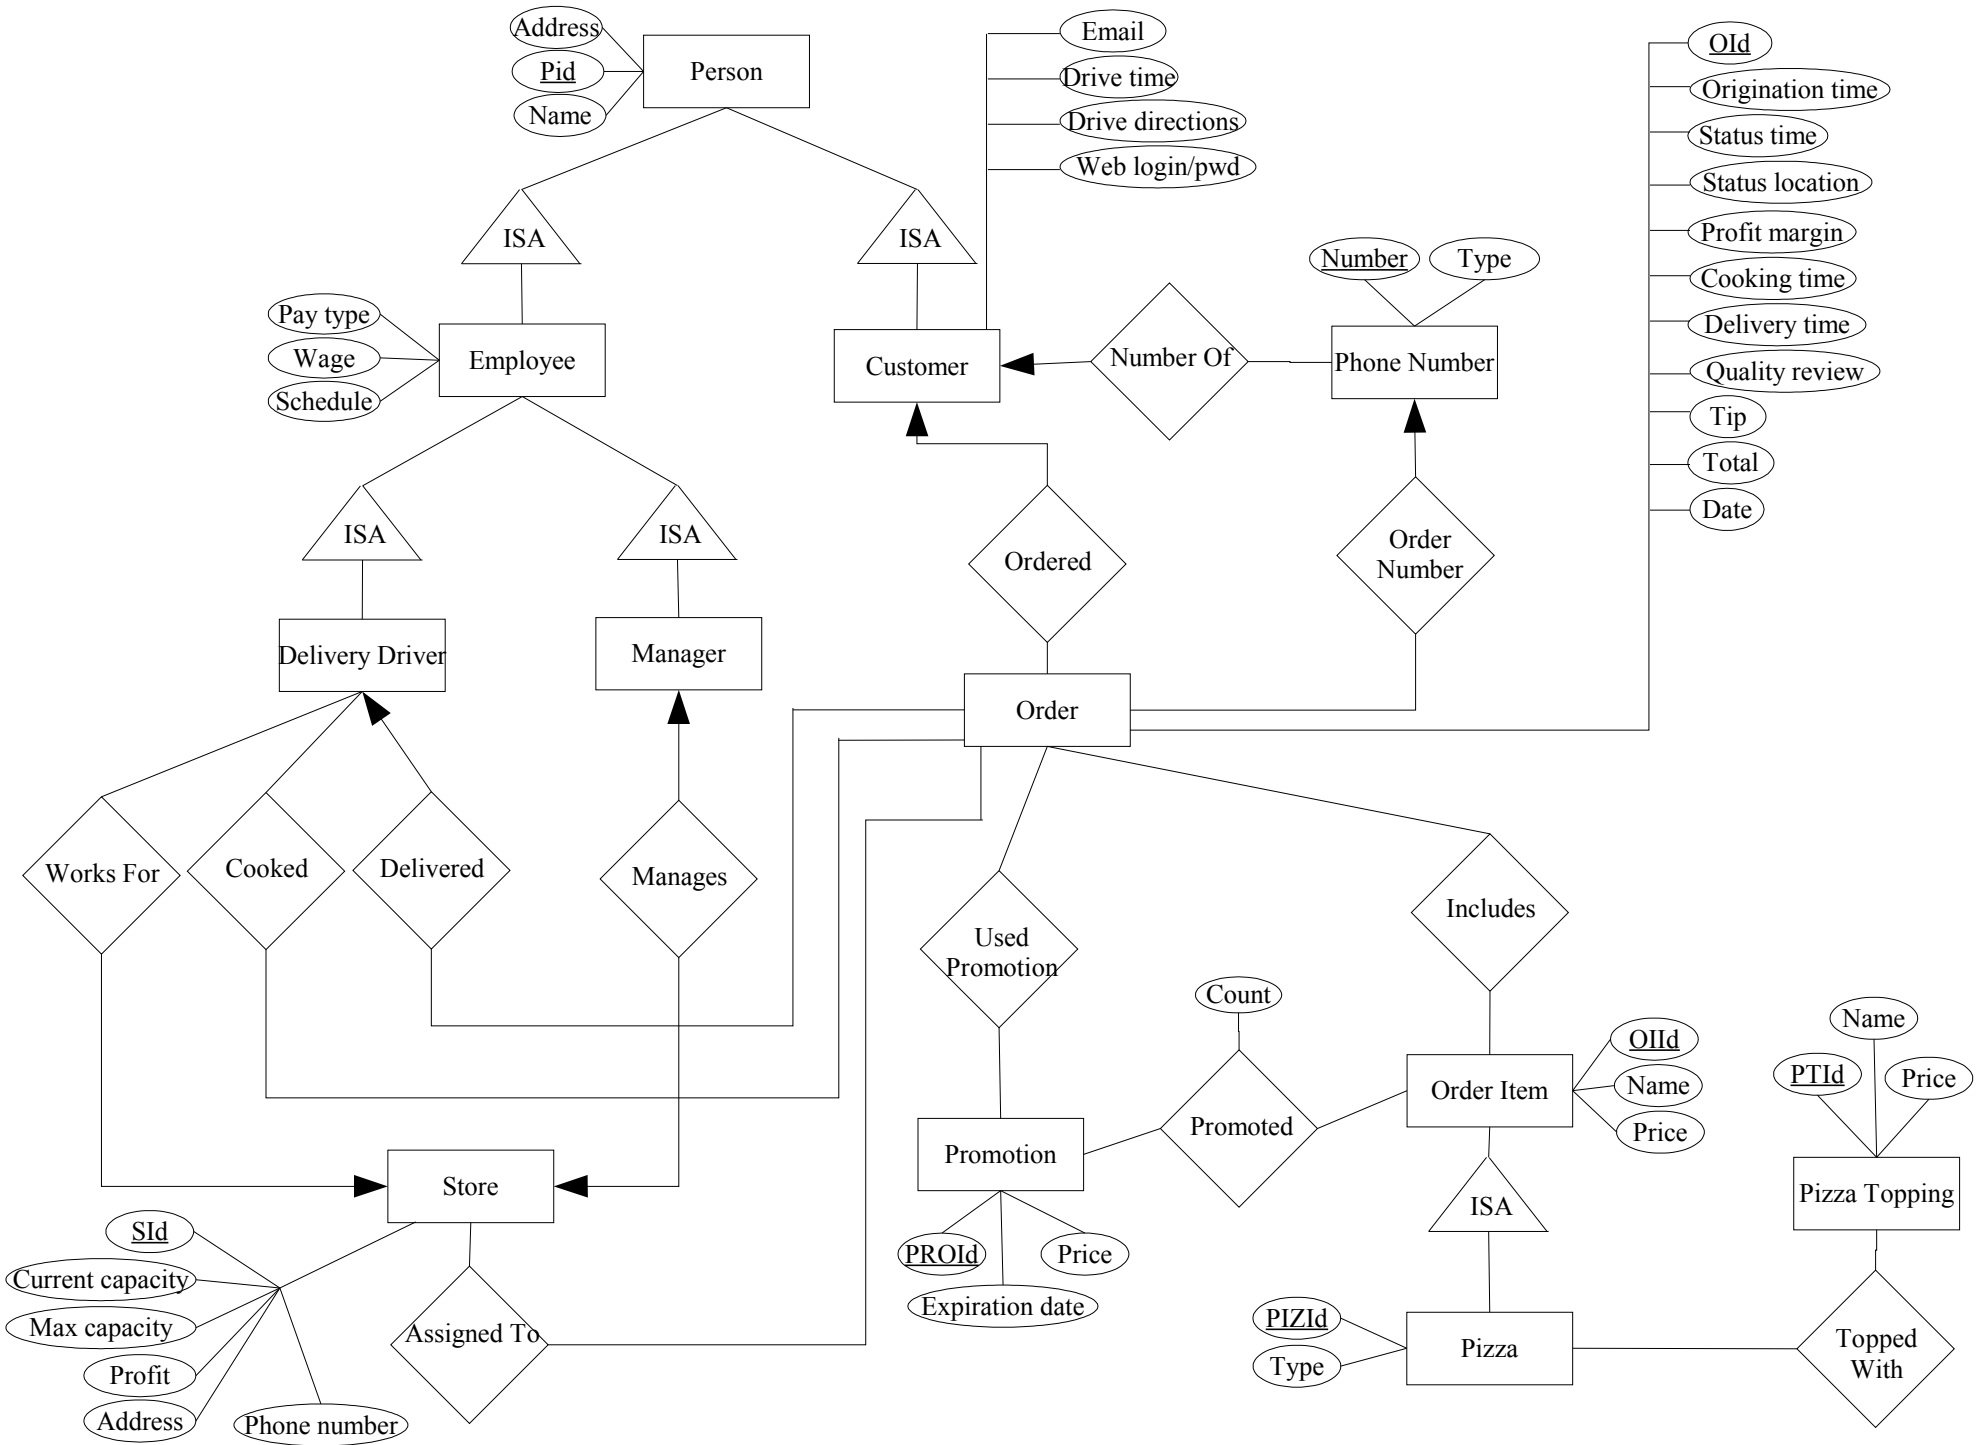 Address
Pid
Name
Person
Email
Drive time
Drive directions
Web login/pwd
OId
Origination time
Status time
Status location
Profit margin
Cooking time
Delivery time
Quality review
Tip
Total
Date
ISA
ISA
Number
Type
Pay type
Wage
Schedule
Employee
Customer
Number Of
Phone Number
ISA
ISA
Ordered
Order
Number
Delivery Driver
Manager
Order
Works For
Cooked
Delivered
Manages
Used
Promotion
Includes
Count
Name
PTId
Price
OIId
Name
Price
Order Item
Promoted
Promotion
Pizza Topping
Store
ISA
SId
Current capacity
Max capacity
Profit
Address
Phone number
Assigned To
PROId
Price
Expiration date
PIZId
Type
Pizza
Topped
With